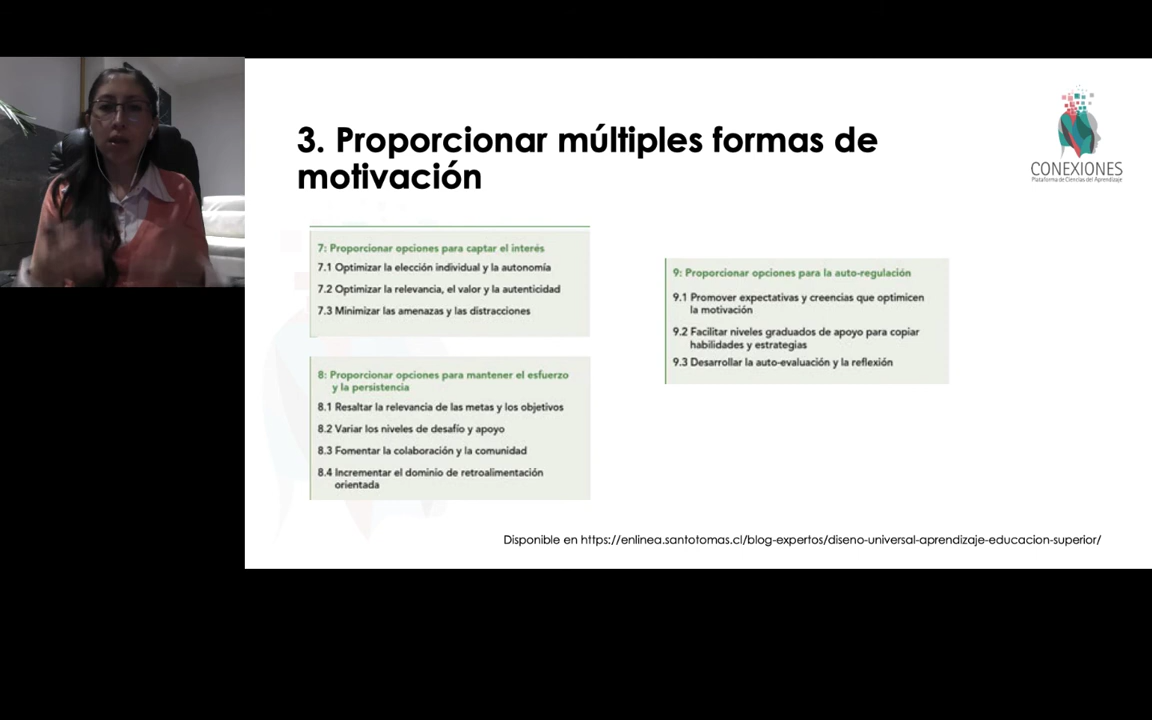 3. Proporcionar múltiples formas de
motivación
CONEXIONES
Plataforma de Ciencias del Aprendizaje
7: Proporcionar opciones para captar el interés
7.1 Optimizar la elección individual y la autonomía
7.2 Optimizar la relevancia, el valor y la autenticidad
7.3 Minimizar las amenazas y las distracciones
8: Proporcionar opciones para mantener el esfuerzo
y la persistencia
8.1 Resaltar la relevancia de las metas y los objetivos
8.2 Variar los niveles de desafío y apoyo
8.3 Fomentar la colaboración y la comunidad
8.4 Incrementar el dominio de retroalimentación
orientada
9: Proporcionar opciones para la auto-regulación
9.1 Promover expectativas y creencias que optimicen
la motivación
9.2 Facilitar niveles graduados de apoyo para copiar
habilidades y estrategias
9.3 Desarrollar la auto-evaluación y la reflexión
Disponible en https://enlinea.santotomas.cl/blog-expertos/diseno-universal-aprendizaje-educacion-superior/